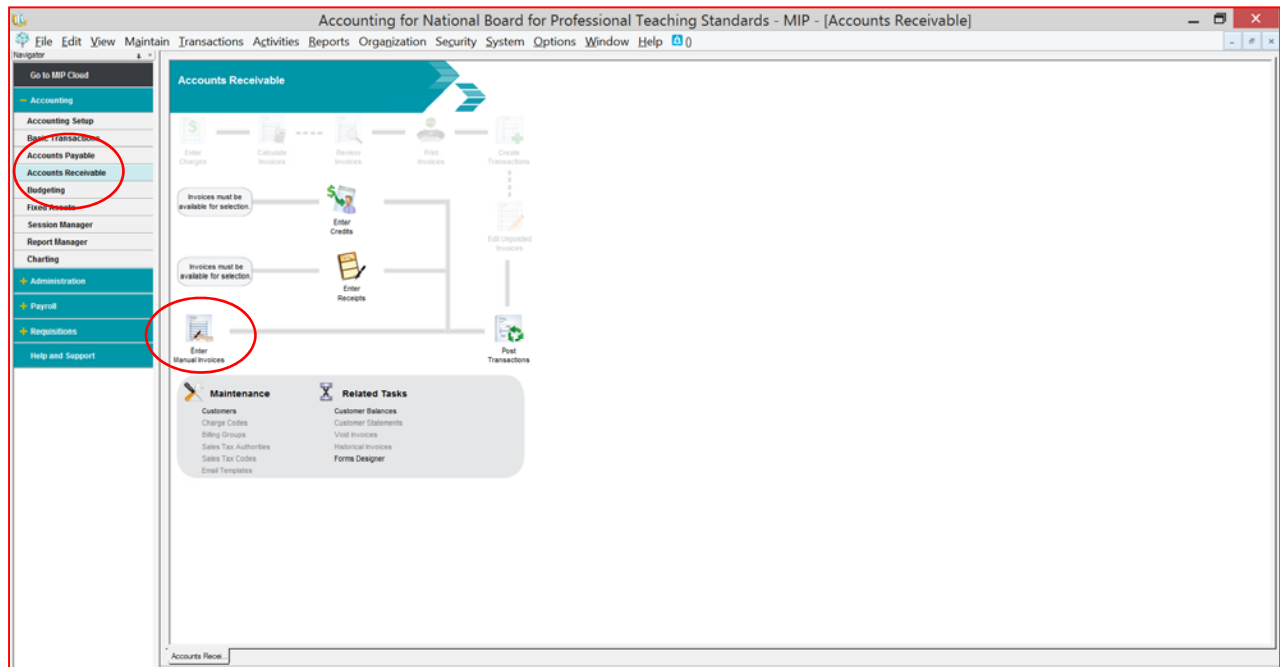 Accounting for National Board for Professional Teaching Standards - MIP - [Accounts Receivable]
File Edit View Maintain Transactions Activities Reports Organization Security System Options Window Help ()
Navigator
Go to MIP Cloud
Accounting
Accounting Setup
Basic Transactions
Accounts Payable
Accounts Receivable
Budgeting
Fixed Assets
Session Manager
Report Manager
Charting
Administration
Payroll
Requisitions
Help and Support
Accounts Receivable
Enter
Charges
Calculate
Invoices
Review
Invoices
Print
Invoices
Create
Transactions
Invoices must be
available for selection.
Enter
Credits
Edit Unposted
Invoices
Invoices must be
available for selection.
Enter
Receipts
Enter
Manual Invoices
Post
Transactions
Maintenance
Customers
Charge Codes
Billing Groups
Sales Tax Authorities
Sales Tax Codes
Email Templates
Related Tasks
Customer Balances
Customer Statements
Void Invoices
Historical Invoices
Forms Designer
Accounts Recei...